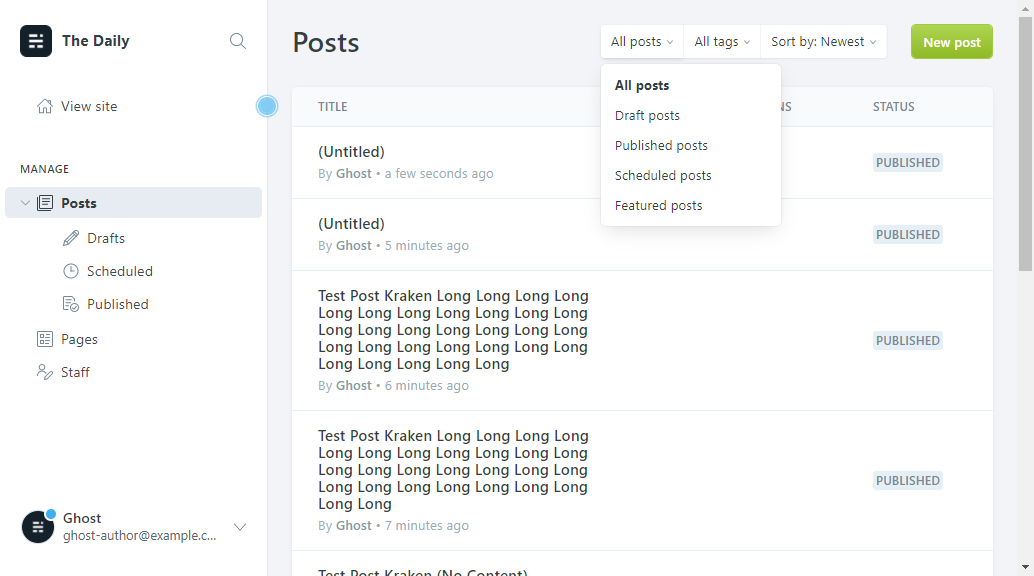 The Daily
View site
MANAGE
Posts
Drafts
Scheduled
Published
Pages
Staff
Ghost
ghost-author@example.c...
Posts
All posts
All tags
Sort by: Newest
New post
All posts
Draft posts
Published posts
Scheduled posts
Featured posts
TITLE
STATUS
(Untitled)
By Ghost • a few seconds ago
PUBLISHED
(Untitled)
By Ghost • 5 minutes ago
PUBLISHED
Test Post Kraken Long Long Long Long
Long Long Long Long Long Long Long
Long Long Long Long Long Long Long
Long Long Long Long Long Long Long
Long Long Long Long Long
By Ghost • 6 minutes ago
PUBLISHED
Test Post Kraken Long Long Long Long
Long Long Long Long Long Long Long
Long Long Long Long Long Long Long
Long Long Long Long Long Long Long
Long Long
By Ghost • 7 minutes ago
PUBLISHED
Test Post Kraken (No Content)